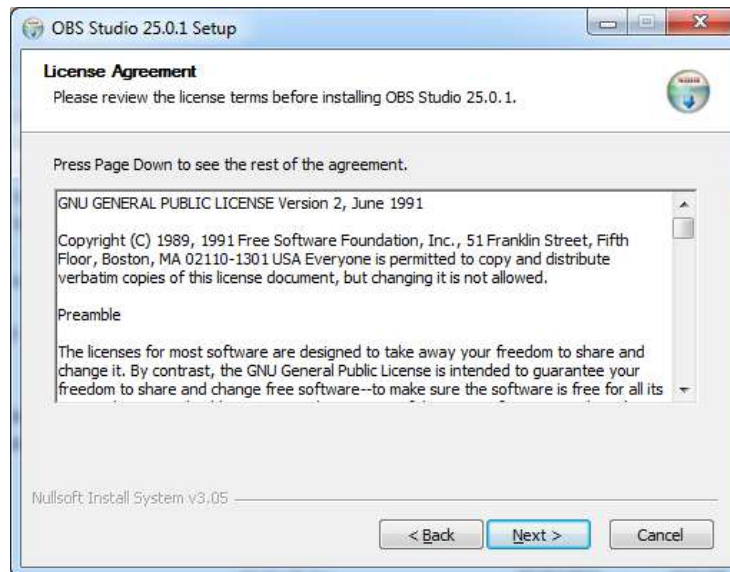 OBS Studio 25.0.1 Setup
License Agreement
Please review the license terms before installing OBS Studio 25.0.1.
Press Page Down to see the rest of the agreement.
GNU GENERAL PUBLIC LICENSE Version 2, June 1991
Copyright (C) 1989, 1991 Free Software Foundation, Inc., 51 Franklin Street, Fifth
Floor, Boston, MA 02110-1301 USA Everyone is permitted to copy and distribute
verbatim copies of this license document, but changing it is not allowed.
Preamble
The licenses for most software are designed to take away your freedom to share and
change it. By contrast, the GNU General Public License is intended to guarantee your
freedom to share and change free software--to make sure the software is free for all its
Nullsoft Install System v3.05
< Back
Next >
Cancel